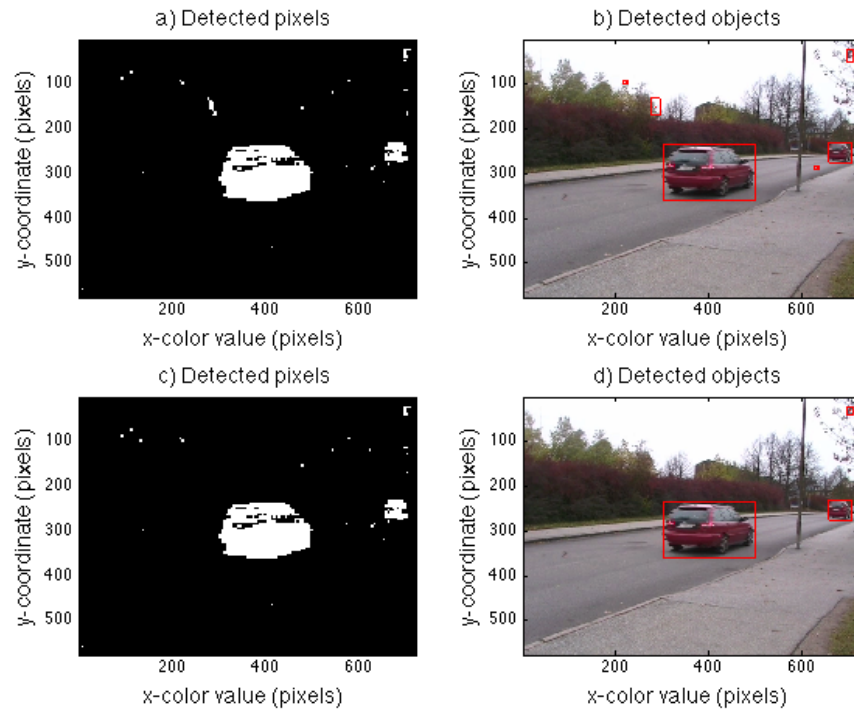 a) Detected pixels
b) Detected objects
y-coordinate (pixels)
100
200
300
400
500
200
400
600
x-color value (pixels)
y-coordinate (pixels)
100
200
300
400
500
200
400
600
x-color value (pixels)
c) Detected pixels
d) Detected objects
y-coordinate (pixels)
100
200
300
400
500
200
400
600
x-color value (pixels)
y-coordinate (pixels)
100
200
300
400
500
200
400
600
x-color value (pixels)